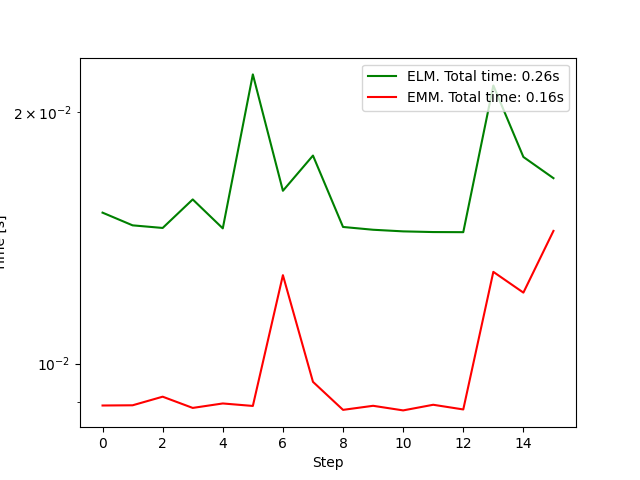 ELM. Total time: 0.26s
EMM. Total time: 0.16s
2 × 10⁻²
10⁻²
Time [s]
0 2 4 6 8 10 12 14
Step